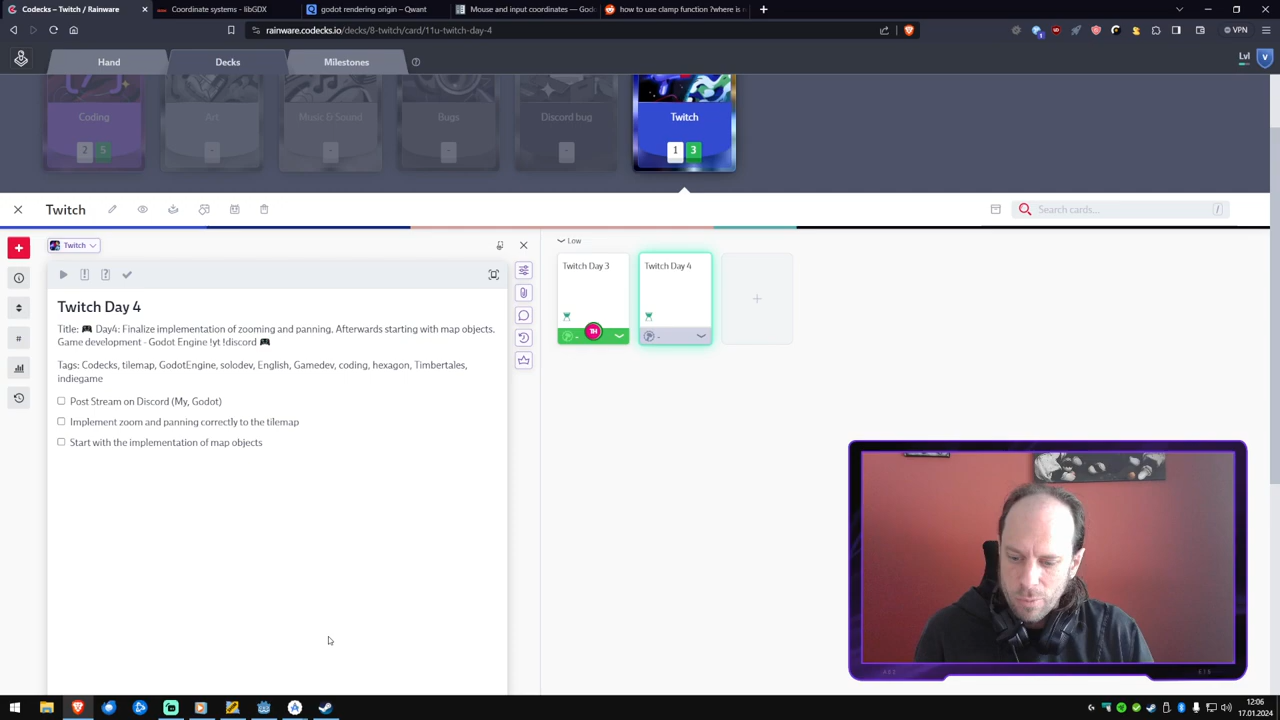 Codecks – Twitch / Rainware
Coordinate systems - libGDX
godot rendering origin – Qwant
Mouse and input coordinates — God
how to use clamp function ?where is
rainware.codecks.io/decks/8-twitch/card/11u-twitch-day-4
VPN
Hand
Decks
Milestones
Lvl
V
Coding
Art
Music & Sound
Bugs
Discord bug
Twitch
2 5
-
-
-
-
1 3
Twitch
Search cards...
/
Twitch
Low
Twitch Day 3
Twitch Day 4
TH
-
-
Twitch Day 4
Title: 🎮 Day4: Finalize implementation of zooming and panning. Afterwards starting with map objects.
Game development - Godot Engine !yt !discord 🎮
Tags: Codecks, tilemap, GodotEngine, solodev, English, Gamedev, coding, hexagon, Timbertales,
indiegame
Post Stream on Discord (My, Godot)
Implement zoom and panning correctly to the tilemap
Start with the implementation of map objects
12:06
17.01.2024